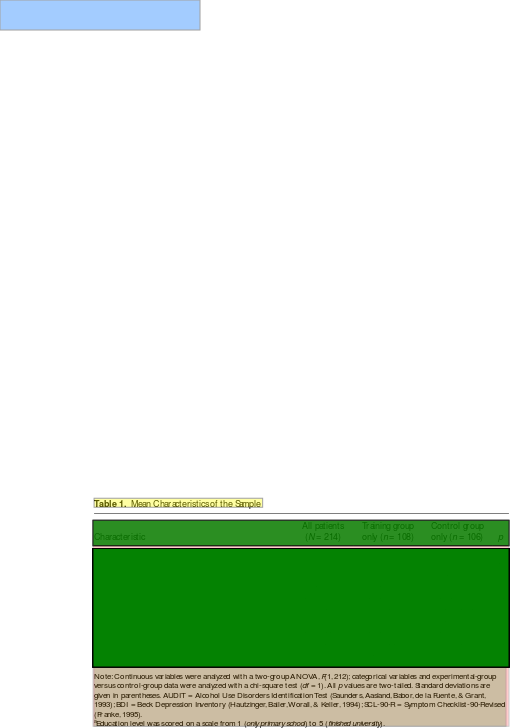 Table 1. Mean Characteristics of the Sample
All patients Training group Control group
Characteristic (N = 214) only (n = 108) only (n = 106) p
Note: Continuous variables were analyzed with a two-group ANOVA, F(1, 212); categorical variables and experimental-group
versus control-group data were analyzed with a chi-square test (df = 1). All p values are two-tailed. Standard deviations are
given in parentheses. AUDIT = Alcohol Use Disorders Identification Test (Saunders, Aasland, Babor, de la Fuente, & Grant,
1993); BDI = Beck Depression Inventory (Hautzinger, Bailer, Worall, & Keller, 1994); SCL-90-R = Symptom Checklist-90-Revised
(Franke, 1995).
Education level was scored on a scale from 1 (only primary school) to 5 (finished university).